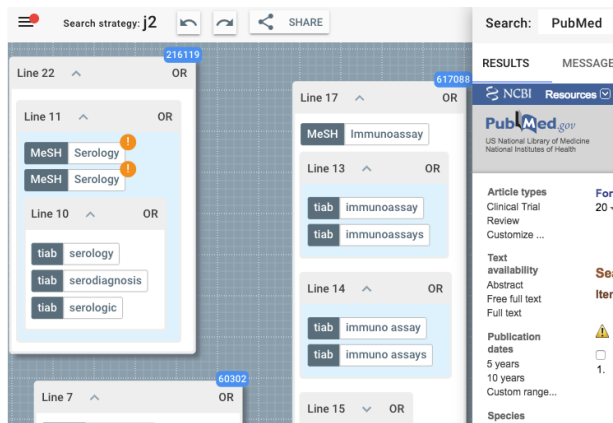 Search strategy: j2
SHARE
216119
Line 22 OR
Line 11 OR
MeSH Serology !
MeSH Serology !
Line 10 OR
tiab serology
tiab serodiagnosis
tiab serologic
60302
Line 7 OR
617088
Line 17 OR
MeSH Immunoassay
Line 13 OR
tiab immunoassay
tiab immunoassays
Line 14 OR
tiab immuno assay
tiab immuno assays
Line 15 OR
Search: PubMed
RESULTS MESSAGE
NCBI Resources
PubMed.gov
US National Library of Medicine
National Institutes of Health
Article types
Clinical Trial
Review
Customize ...
Text
availability
Abstract
Free full text
Full text
Publication
dates
5 years
10 years
Custom range...
Species
For
20
Sea
Iter
1.